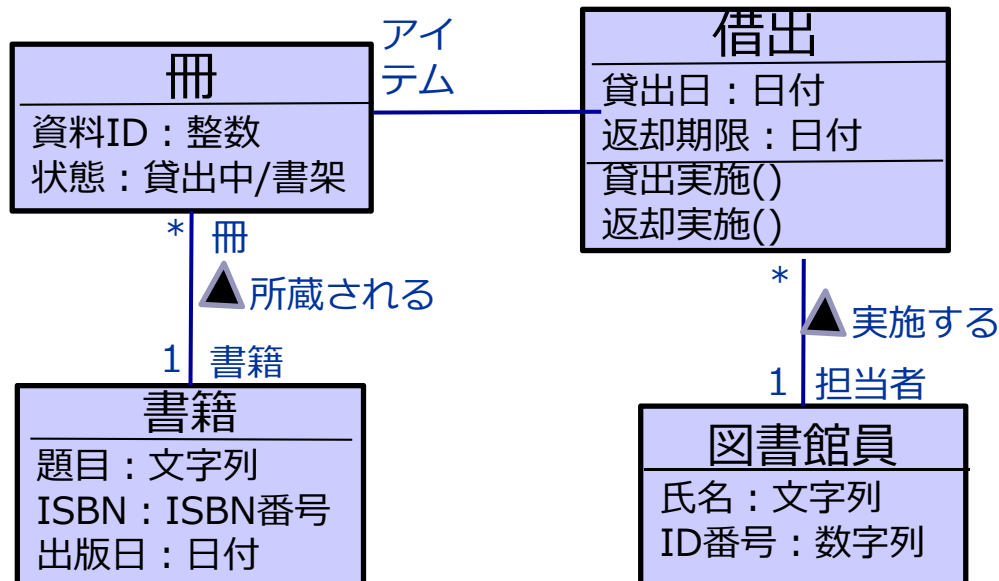 冊
資料ID：整数
状態：貸出中/書架
アイ
テム
借出
貸出日：日付
返却期限：日付
貸出実施()
返却実施()
* 冊
所蔵される
1 書籍
*
実施する
1 担当者
書籍
題目：文字列
ISBN：ISBN番号
出版日：日付
図書館員
氏名：文字列
ID番号：数字列